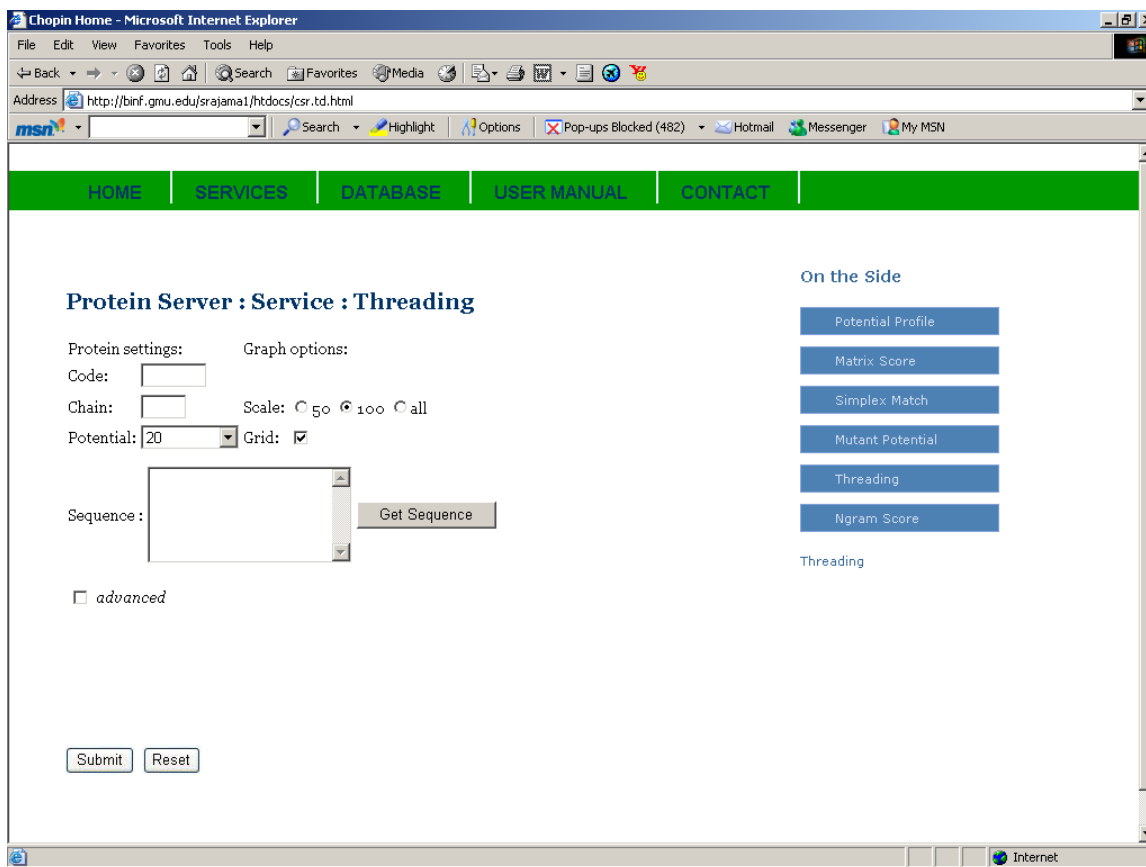 Chopin Home - Microsoft Internet Explorer
File Edit View Favorites Tools Help
Back Search Favorites Media
Address http://binf.gmu.edu/srajama1/htdocs/csr.td.html
msn Search Highlight Options Pop-ups Blocked (482) Hotmail Messenger My MSN
HOME SERVICES DATABASE USER MANUAL CONTACT
On the Side
Protein Server : Service : Threading
Potential Profile
Protein settings: Graph options:
Matrix Score
Code:
Simplex Match
Chain: Scale: 50 100 all
Potential: 20 Grid:
Mutant Potential
Threading
Sequence : Get Sequence
Ngram Score
Threading
advanced
Submit Reset
Internet